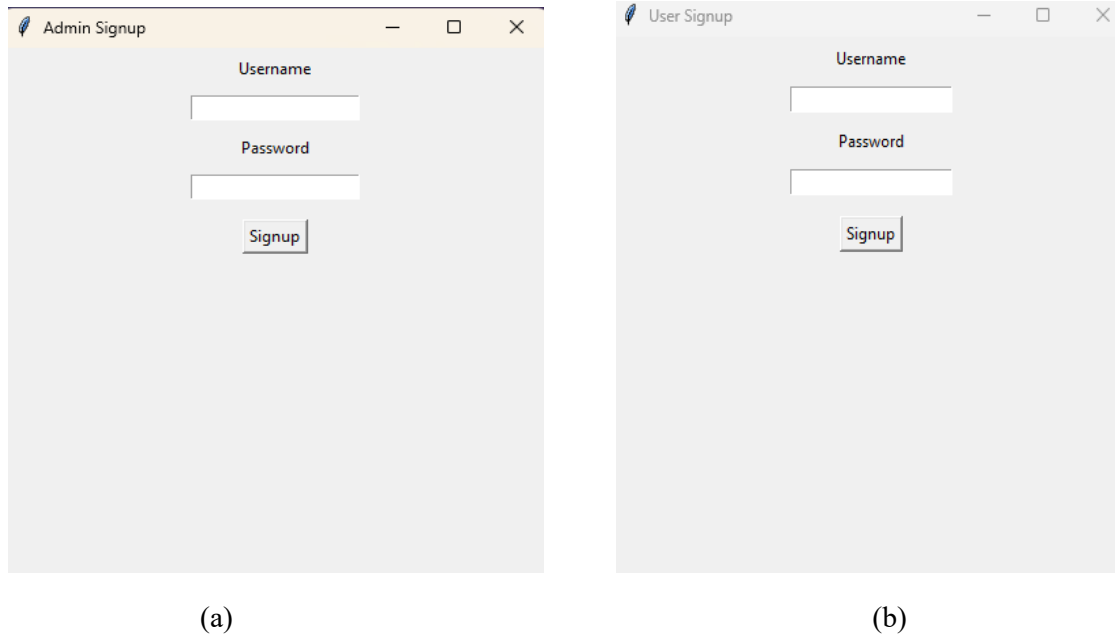 Admin Signup
Username
Password
Signup
(a)
User Signup
Username
Password
Signup
(b)